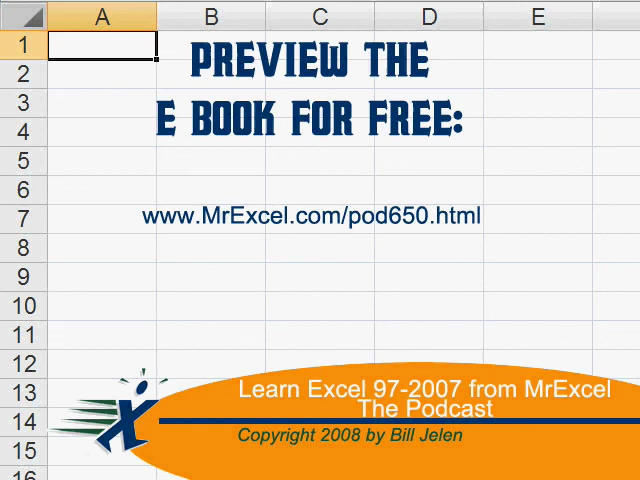 A B C D E
1
PREVIEW THE
2
3
E BOOK FOR FREE:
4
5
6
7
www.MrExcel.com/pod650.html
8
9
10
11
12
13
Learn Excel 97-2007 from MrExcel
The Podcast
14
Copyright 2008 by Bill Jelen
15
16